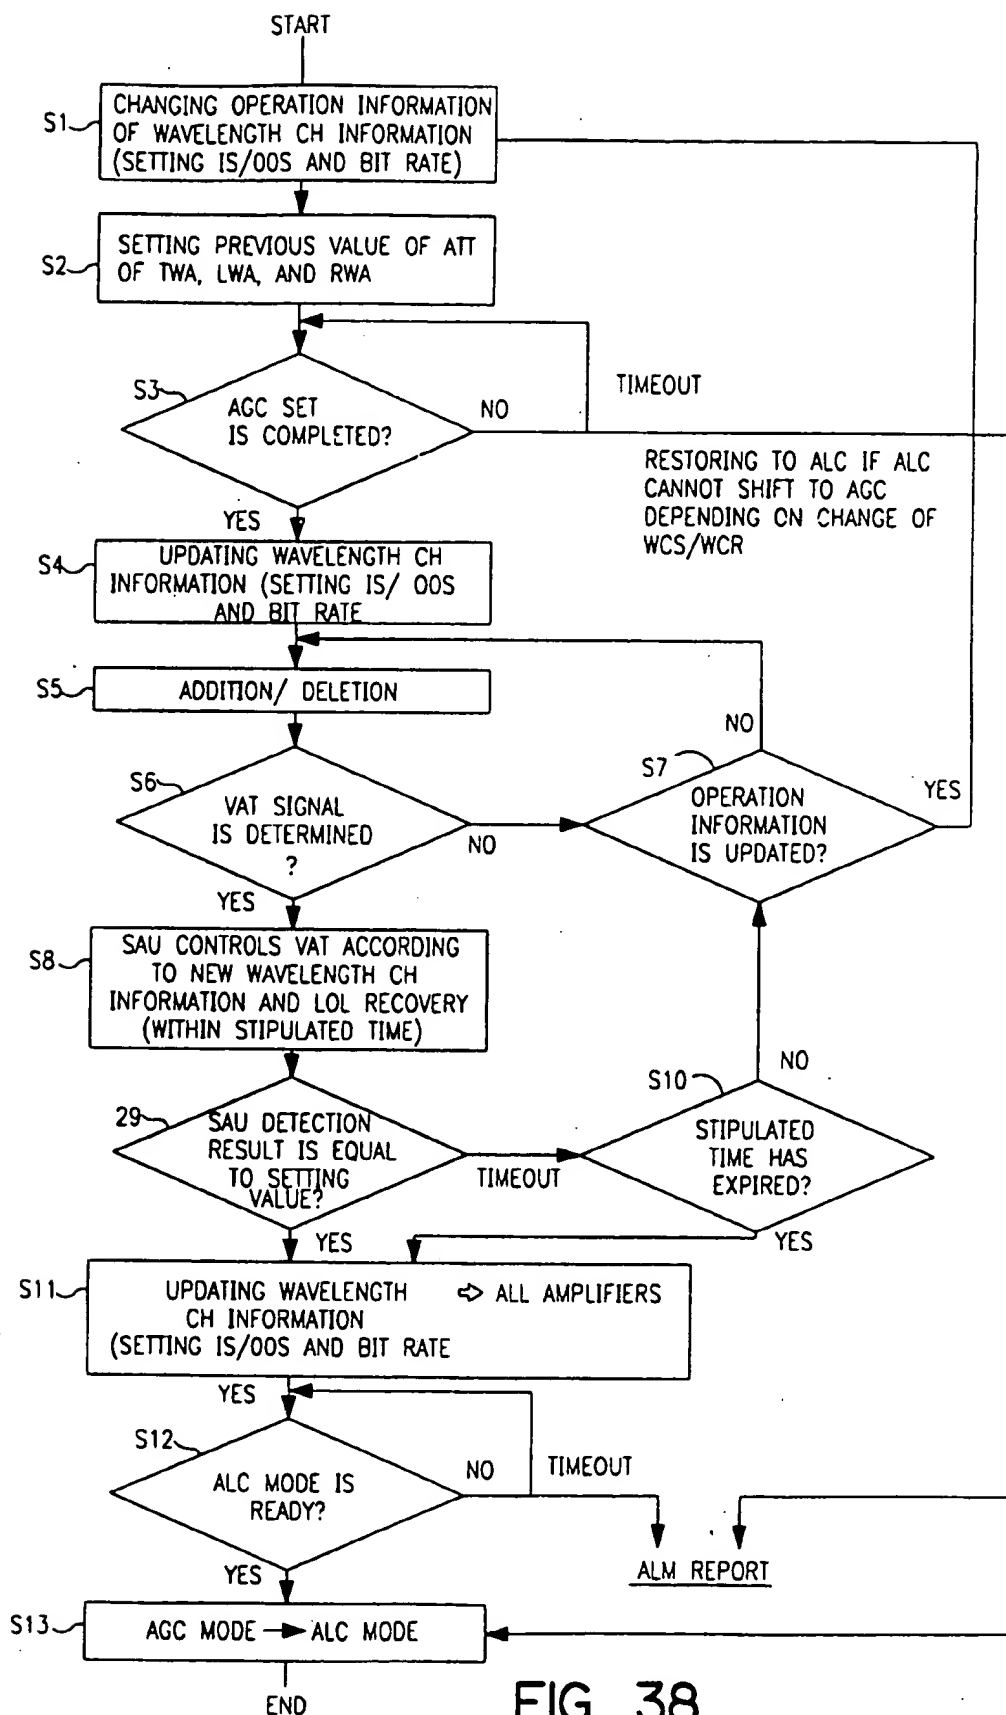 START
S1
CHANGING OPERATION INFORMATION
OF WAVELENGTH CH INFORMATION
(SETTING IS/OOS AND BIT RATE)
S2
SETTING PREVIOUS VALUE OF ATT
OF TWA, LWA, AND RWA
S3
AGC SET
IS COMPLETED?
NO
TIMEOUT
RESTORING TO ALC IF ALC
CANNOT SHIFT TO AGC
DEPENDING ON CHANGE OF
WCS/WCR
YES
S4
UPDATING WAVELENGTH CH
INFORMATION (SETTING IS/ OOS
AND BIT RATE
S5
ADDITION/ DELETION
NO
S6
VAT SIGNAL
IS DETERMINED
?
NO
S7
OPERATION
INFORMATION
IS UPDATED?
YES
YES
S8
SAU CONTROLS VAT ACCORDING
TO NEW WAVELENGTH CH
INFORMATION AND LOL RECOVERY
(WITHIN STIPULATED TIME)
NO
29
SAU DETECTION
RESULT IS EQUAL
TO SETTING
VALUE?
TIMEOUT
S10
STIPULATED
TIME HAS
EXPIRED?
YES
YES
S11
UPDATING WAVELENGTH ⇨ ALL AMPLIFIERS
CH INFORMATION
(SETTING IS/OOS AND BIT RATE
YES
S12
ALC MODE IS
READY?
NO
TIMEOUT
ALM REPORT
YES
S13
AGC MODE → ALC MODE
END
FIG. 38